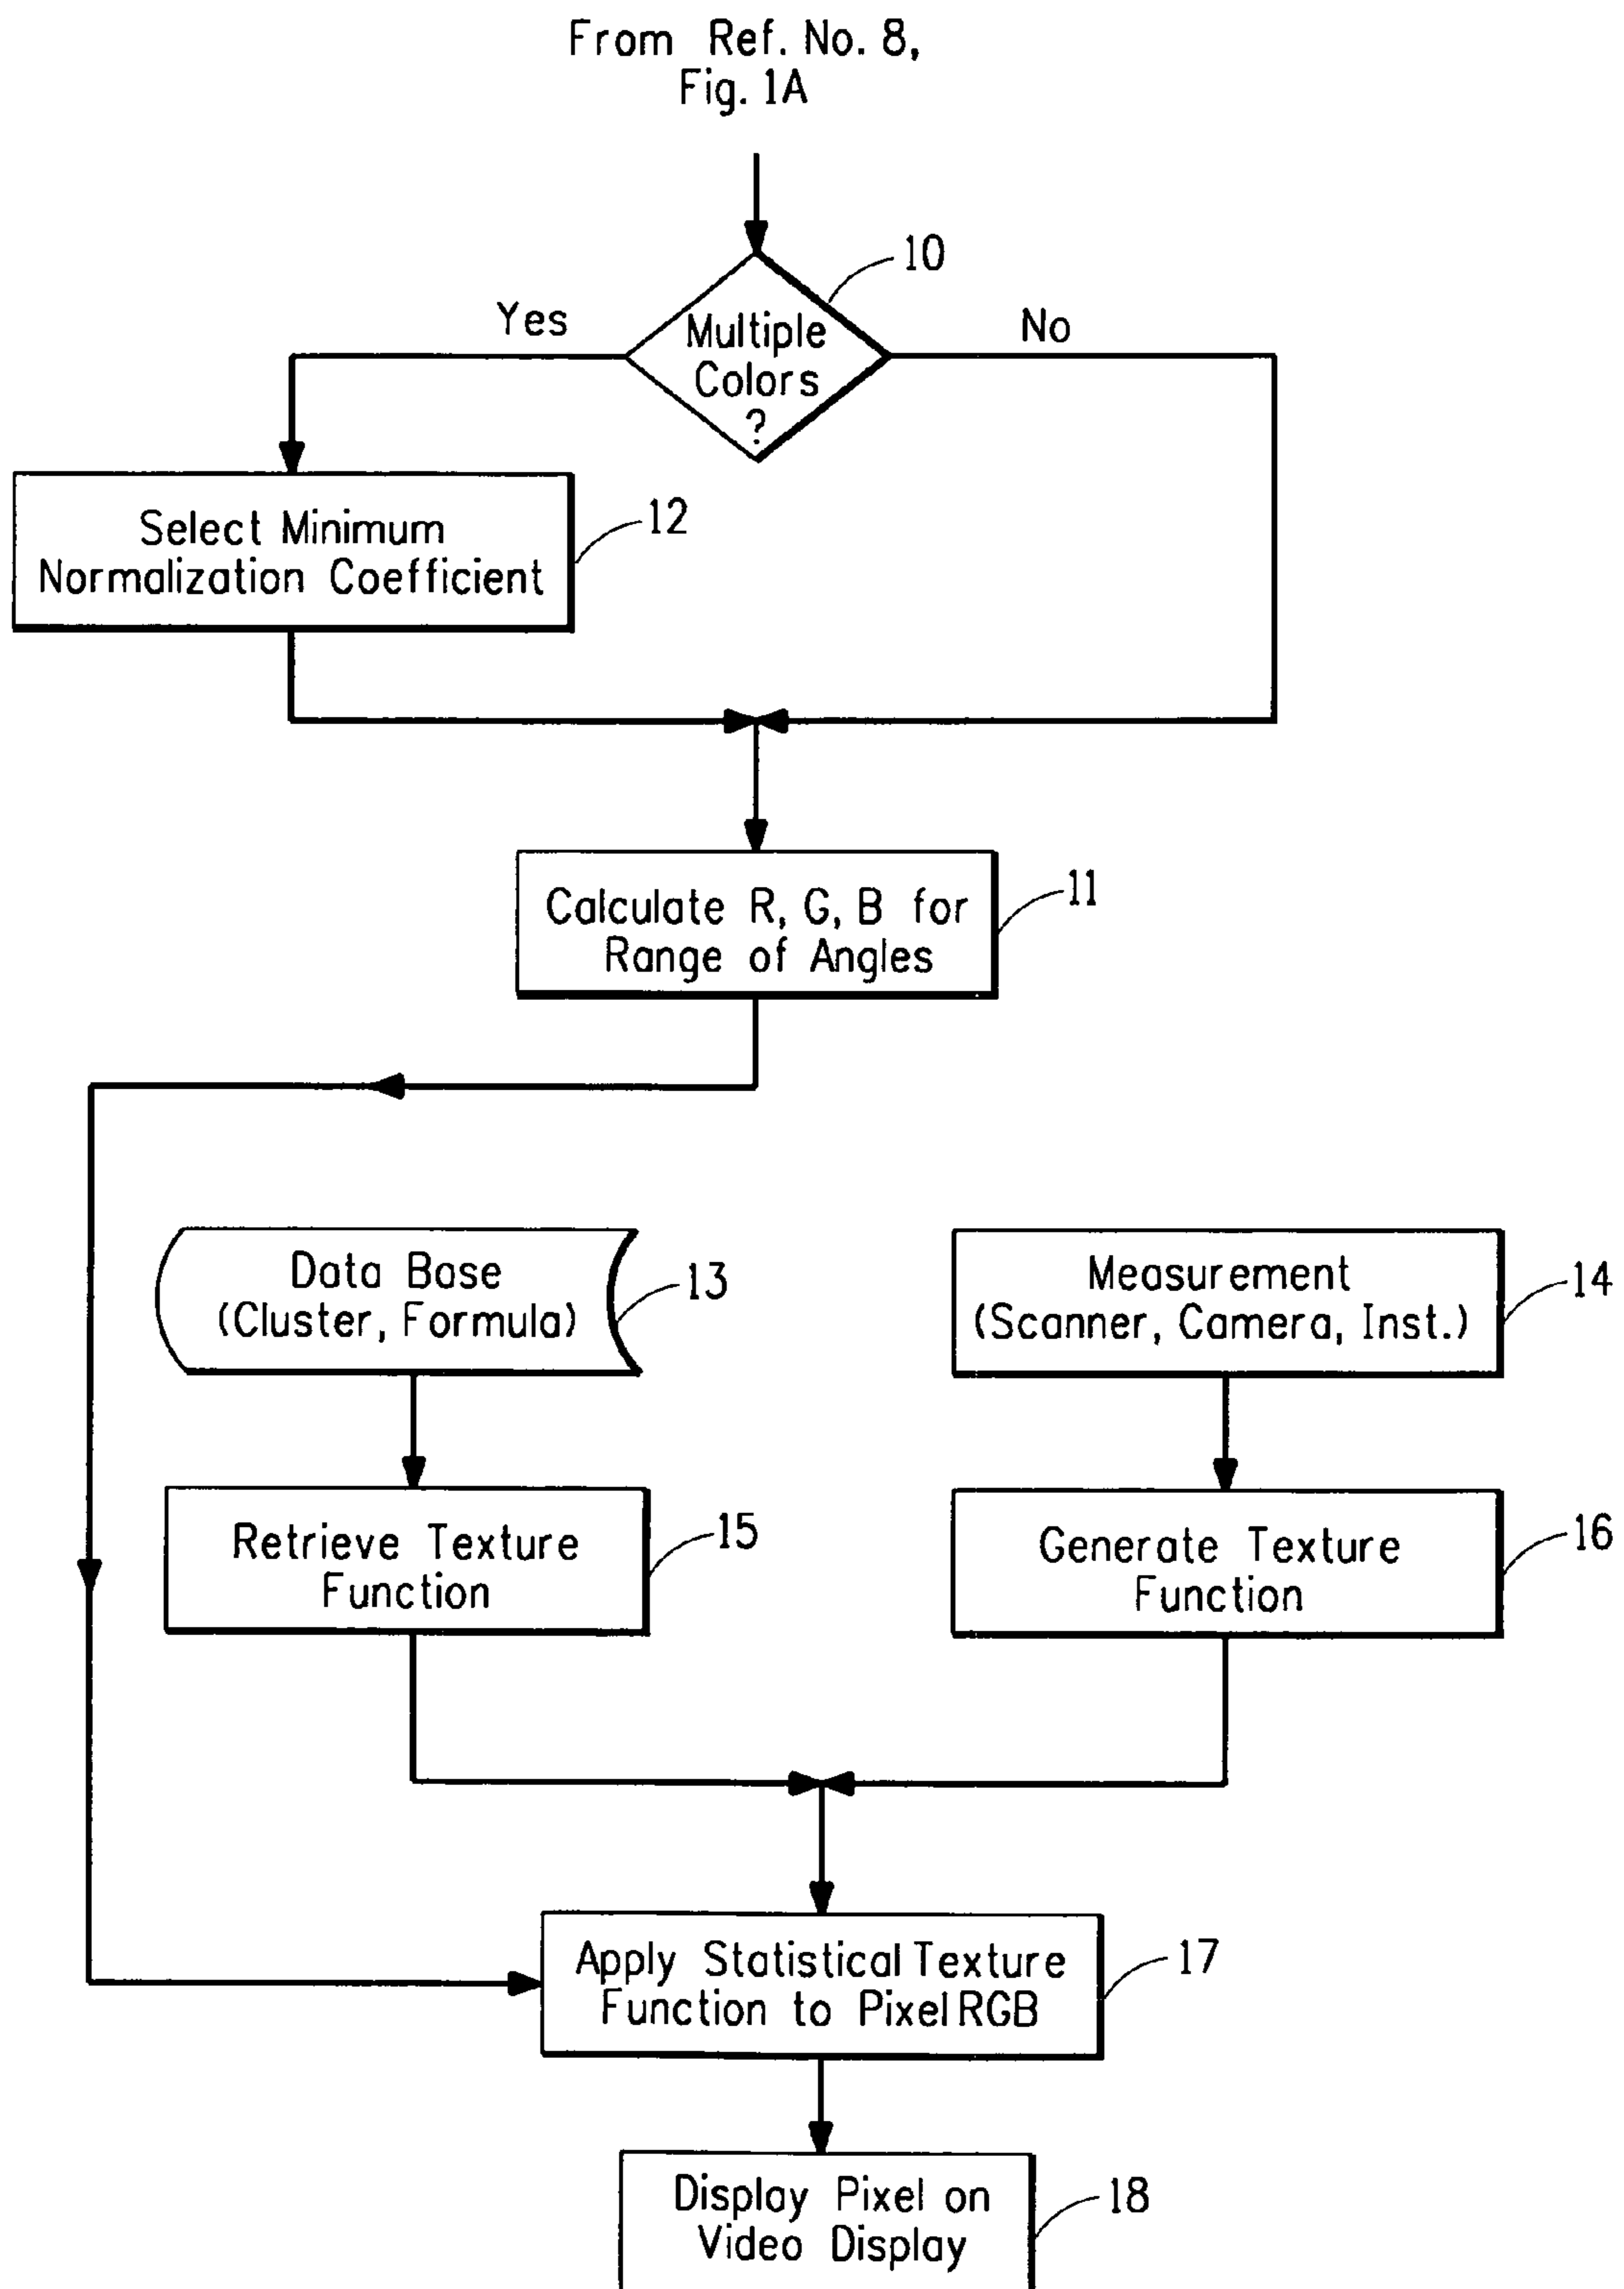 From Ref. No. 8,
Fig. 1A
10
Yes
No
Multiple
Colors
?
12
Select Minimum
Normalization Coefficient
11
Calculate R, G, B for
Range of Angles
Data Base
(Cluster, Formula)
13
Measurement
(Scanner, Camera, Inst.)
14
Retrieve Texture
Function
15
Generate Texture
Function
16
Apply Statistical Texture
Function to Pixel RGB
17
Display Pixel on
Video Display
18